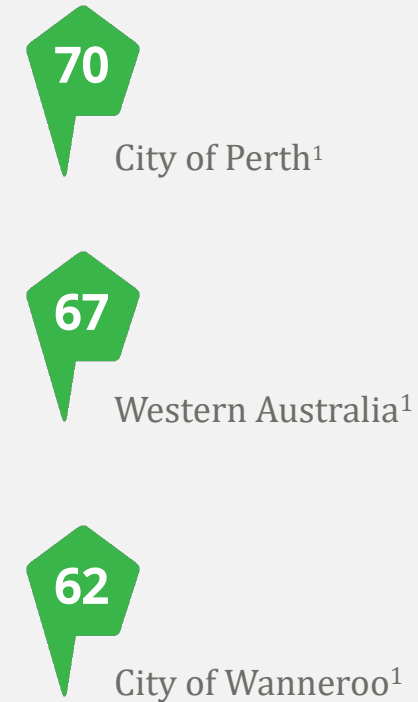 70
City of Perth¹
67
Western Australia¹
62
City of Wanneroo¹